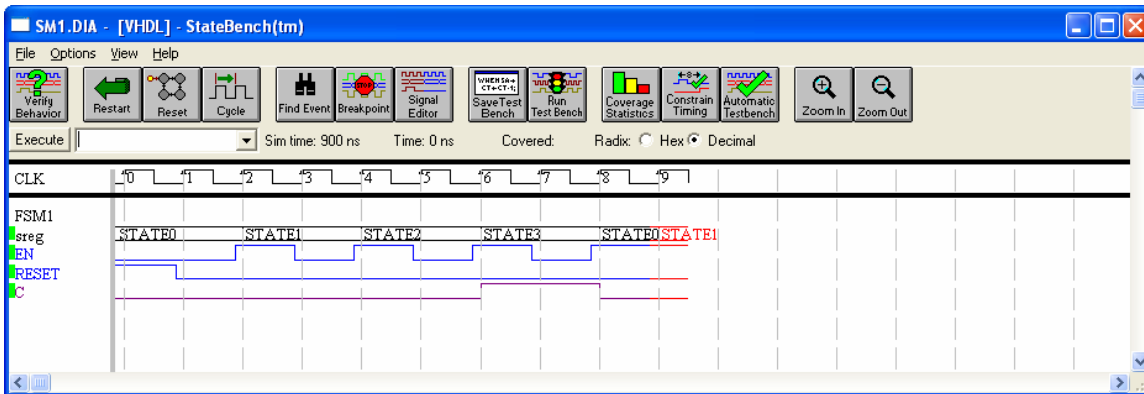 SM1.DIA - [VHDL] - StateBench(tm)
File Options View Help
Verify Behavior
Restart
Reset
Cycle
Find Event
Breakpoint
STOP
Signal Editor
WHEN SA=> CT<=CT-1;
SaveTest Bench
Run Test Bench
Coverage Statistics
Constrain Timing
Automatic Testbench
Zoom In
Zoom Out
Execute Sim time: 900 ns Time: 0 ns Covered: Radix: Hex Decimal
CLK 0 1 2 3 4 5 6 7 8 9
FSM1
sreg STATE0 STATE1 STATE2 STATE3 STATE0 STATE1
EN
RESET
C